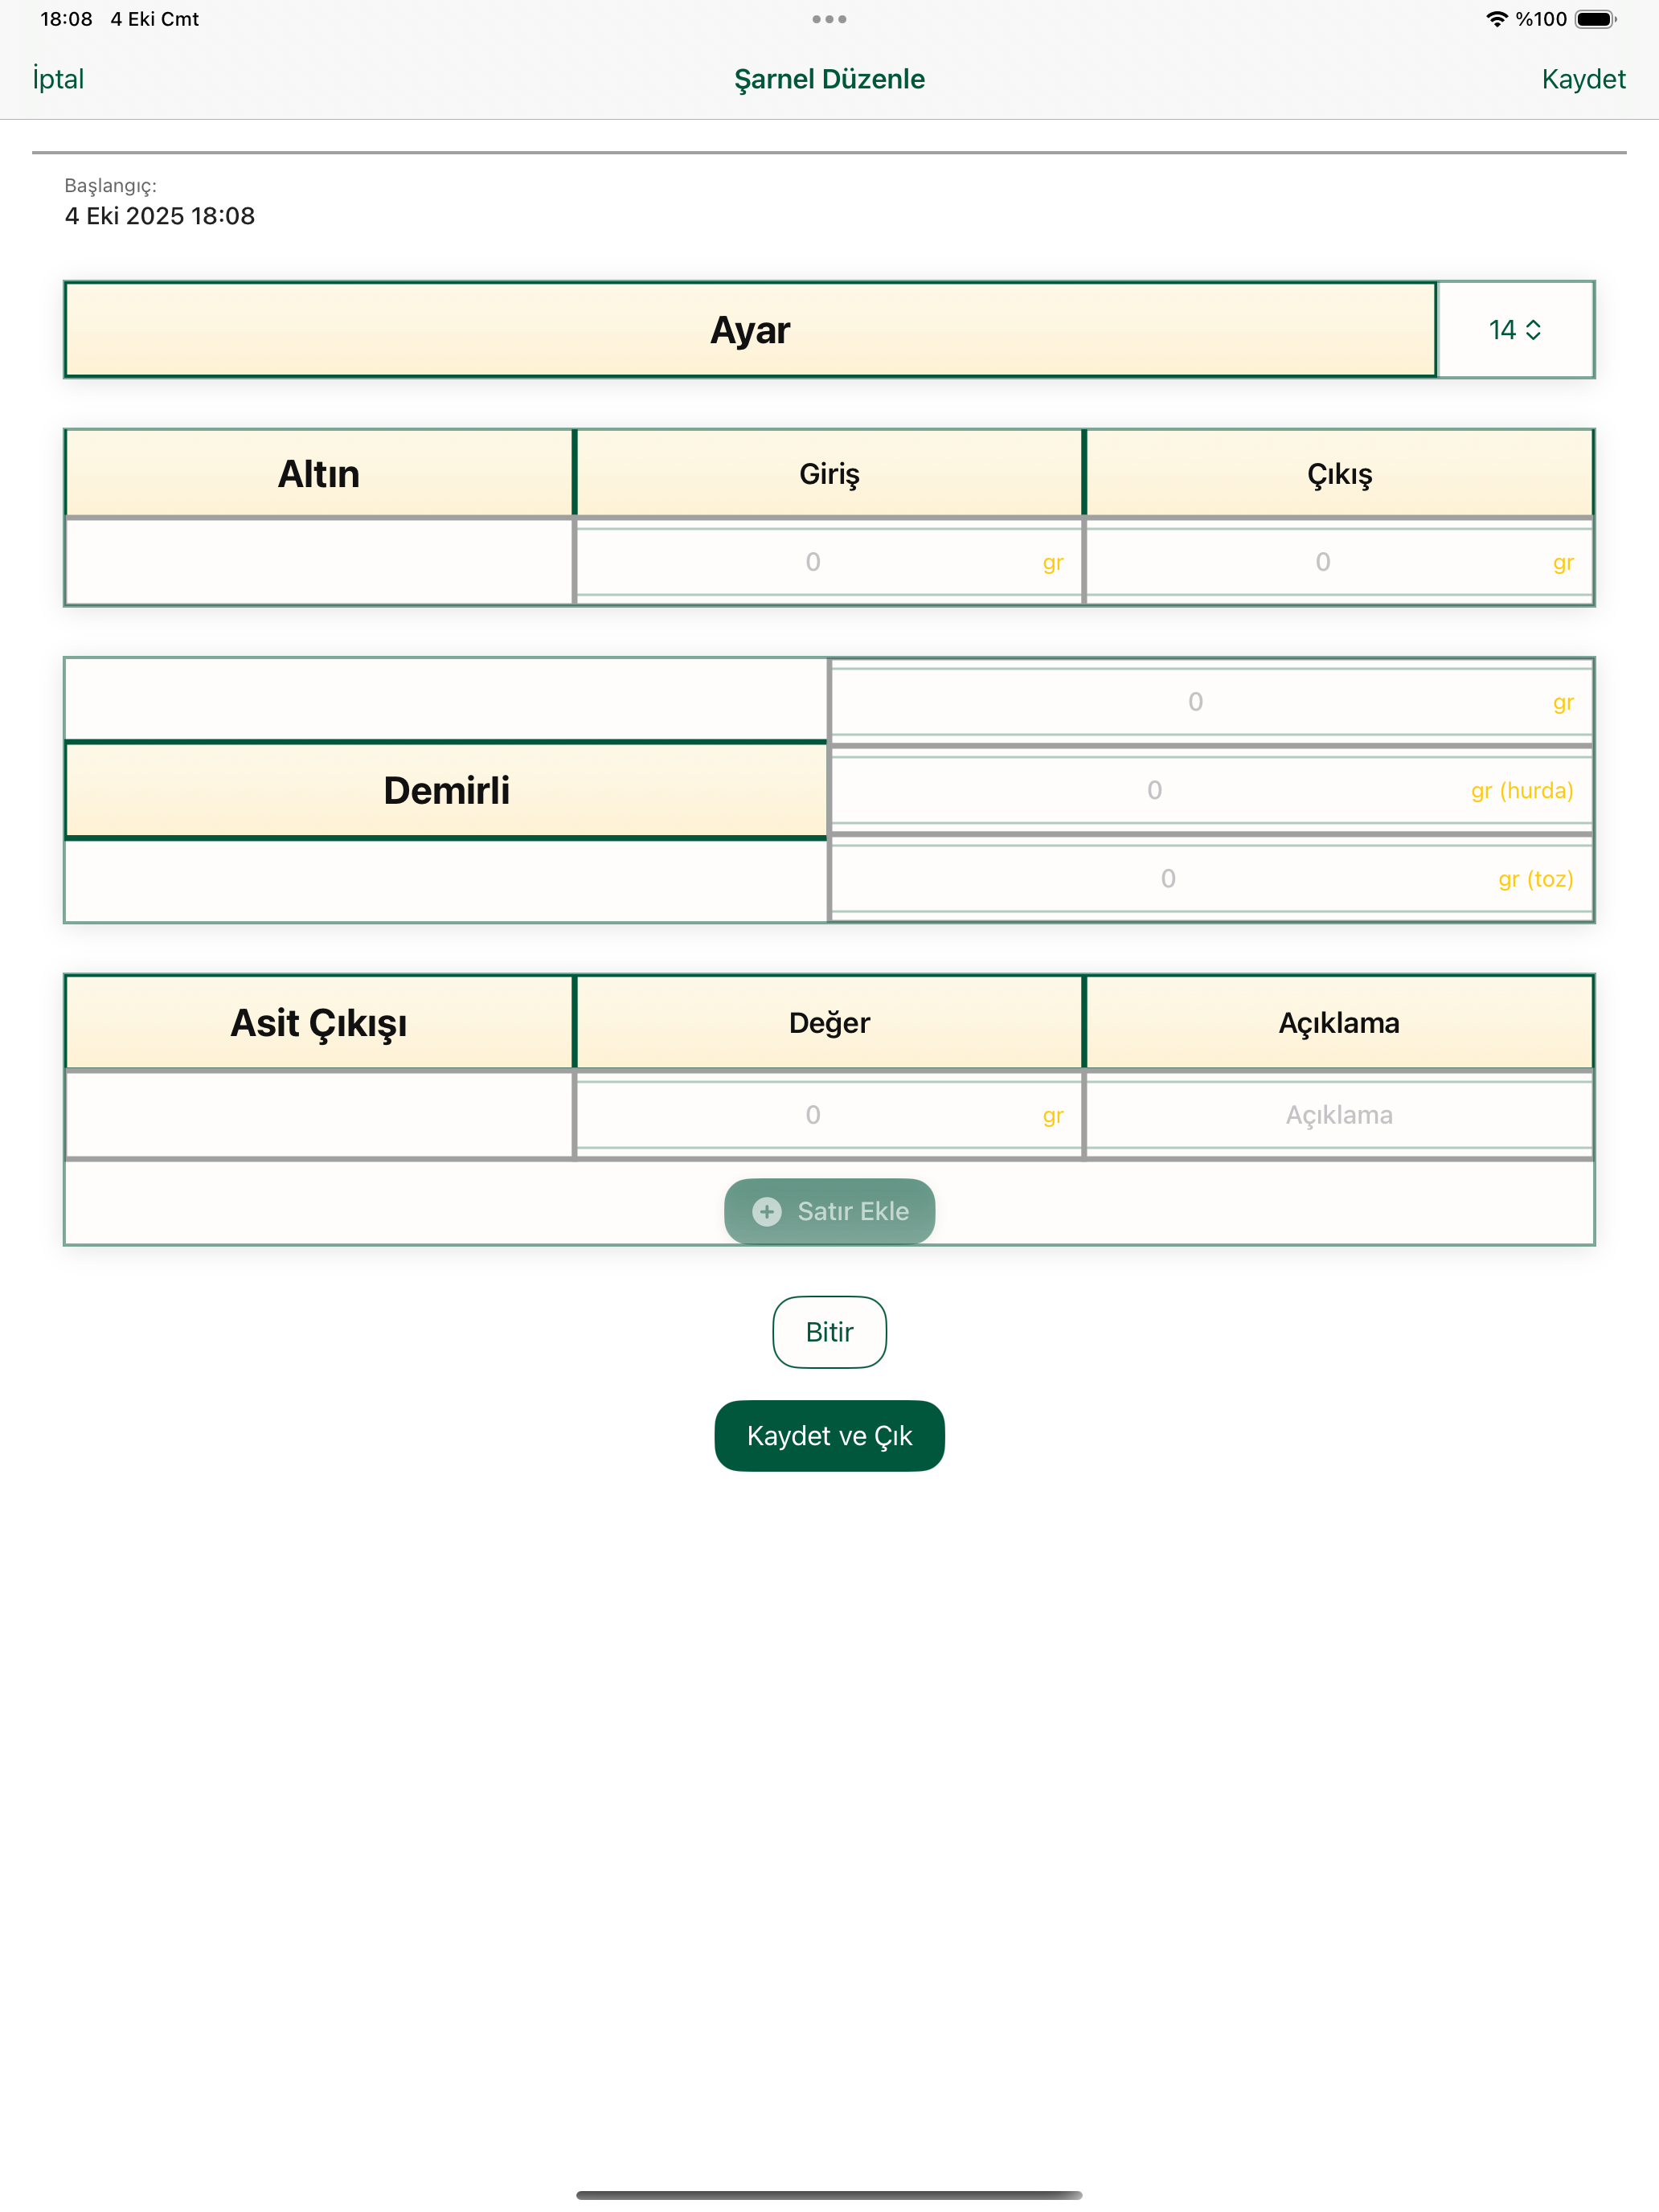 18:08 4 Eki Cmt
%100
İptal
Şarnel Düzenle
Kaydet
Başlangıç:
4 Eki 2025 18:08
Ayar
14
Altın
Giriş
Çıkış
0 gr
0 gr
0 gr
Demirli
0 gr (hurda)
0 gr (toz)
Asit Çıkışı
Değer
Açıklama
0 gr
Açıklama
Satır Ekle
Bitir
Kaydet ve Çık